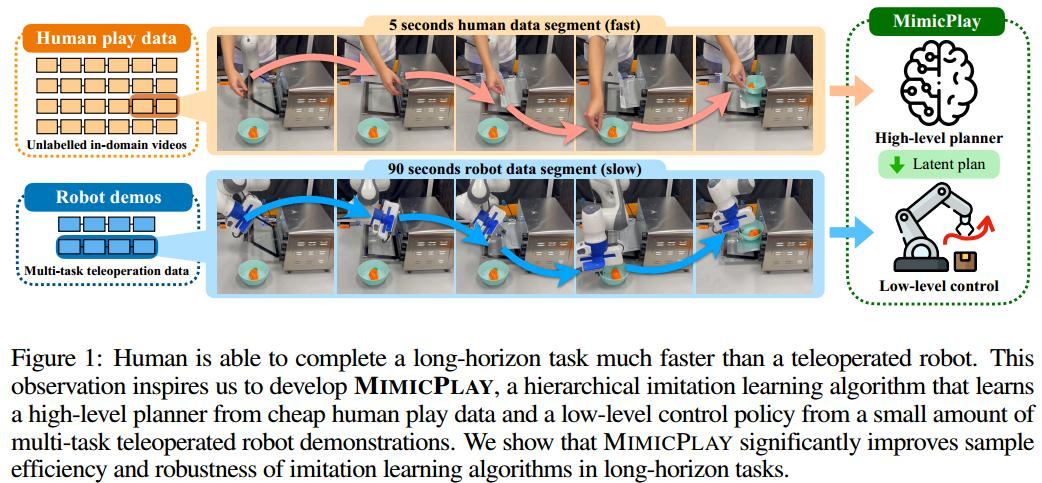 Human play data
Unlabelled in-domain videos
5 seconds human data segment (fast)
MimicPlay
High-level planner
Latent plan
Low-level control
Robot demos
Multi-task teleoperation data
90 seconds robot data segment (slow)
Figure 1: Human is able to complete a long-horizon task much faster than a teleoperated robot. This
observation inspires us to develop MIMICPLAY, a hierarchical imitation learning algorithm that learns
a high-level planner from cheap human play data and a low-level control policy from a small amount of
multi-task teleoperated robot demonstrations. We show that MIMICPLAY significantly improves sample
efficiency and robustness of imitation learning algorithms in long-horizon tasks.